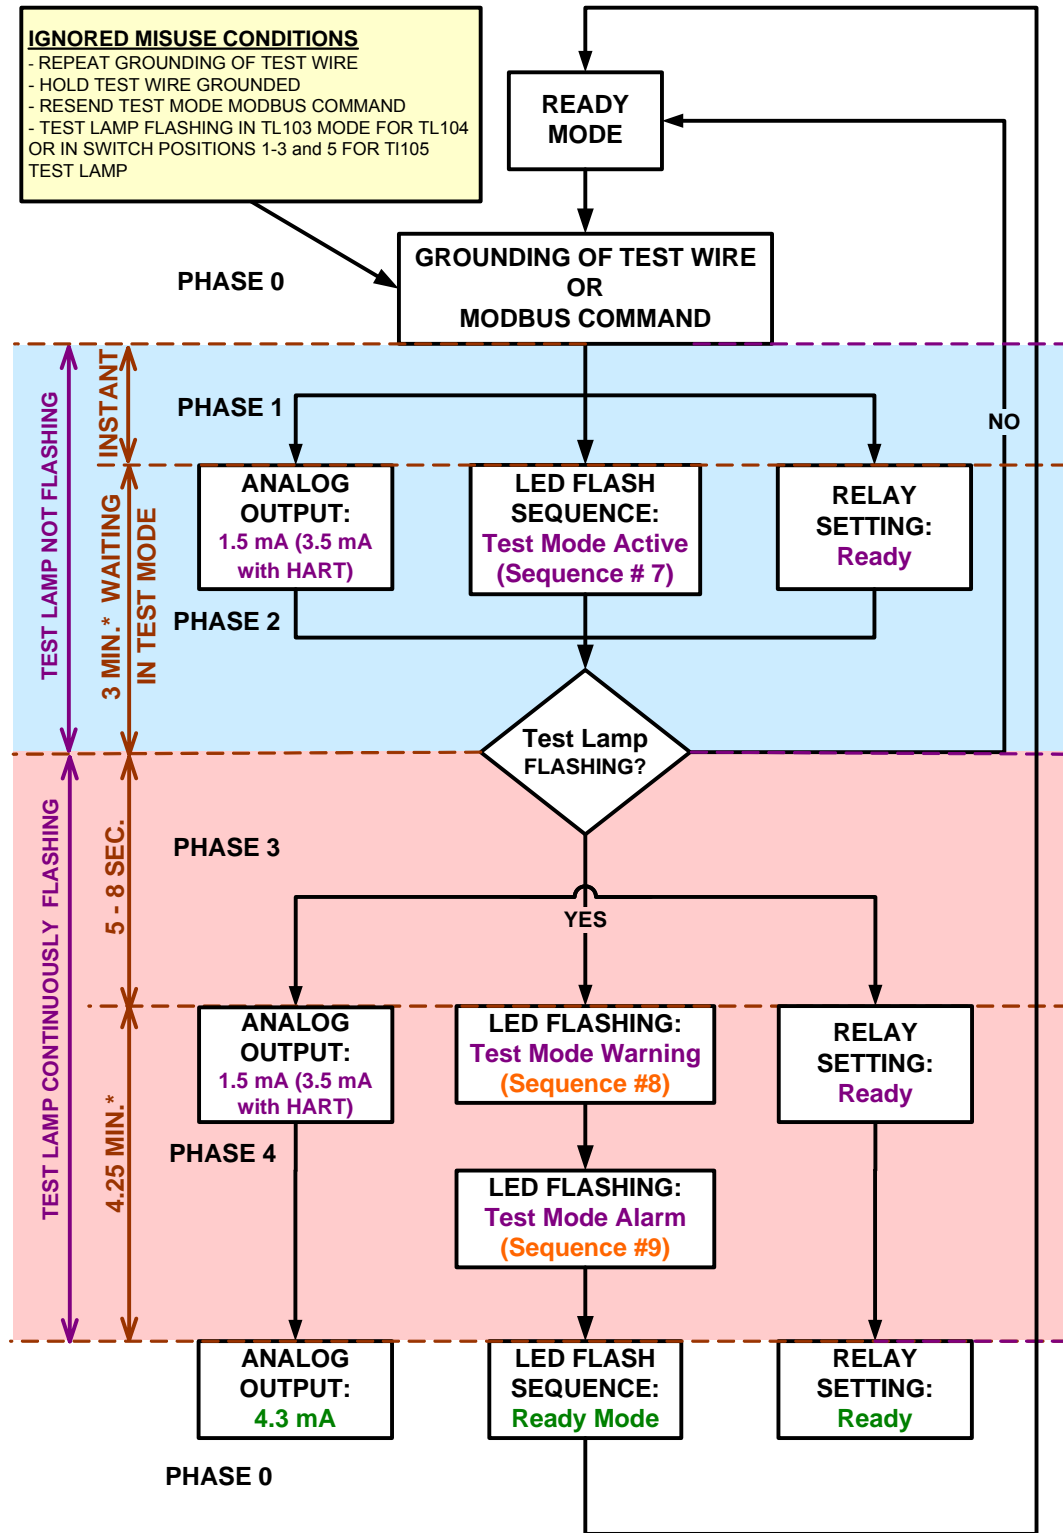 IGNORED MISUSE CONDITIONS
- REPEAT GROUNDING OF TEST WIRE
- HOLD TEST WIRE GROUNDED
- RESEND TEST MODE MODBUS COMMAND
- TEST LAMP FLASHING IN TL103 MODE FOR TL104
OR IN SWITCH POSITIONS 1-3 and 5 FOR Tl105
TEST LAMP
READY
MODE
PHASE 0
GROUNDING OF TEST WIRE
OR
MODBUS COMMAND
TEST LAMP NOT FLASHING
INSTANT
PHASE 1
NO
3 MIN.* WAITING
IN TEST MODE
ANALOG
OUTPUT:
1.5 mA (3.5 mA
with HART)
LED FLASH
SEQUENCE:
Test Mode Active
(Sequence # 7)
RELAY
SETTING:
Ready
PHASE 2
Test Lamp
FLASHING?
TEST LAMP CONTINUOUSLY FLASHING
5 - 8 SEC.
PHASE 3
YES
4.25 MIN.*
ANALOG
OUTPUT:
1.5 mA (3.5 mA
with HART)
LED FLASHING:
Test Mode Warning
(Sequence #8)
RELAY
SETTING:
Ready
PHASE 4
LED FLASHING:
Test Mode Alarm
(Sequence #9)
ANALOG
OUTPUT:
4.3 mA
LED FLASH
SEQUENCE:
Ready Mode
RELAY
SETTING:
Ready
PHASE 0